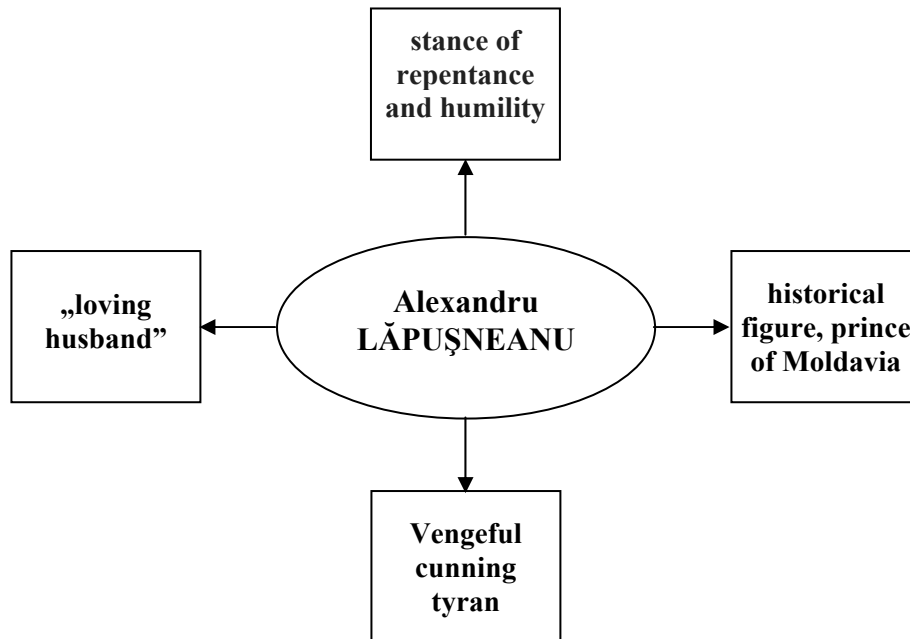 stance of
repentance
and humility
„loving
husband”
Alexandru
LĂPUŞNEANU
historical
figure, prince
of Moldavia
Vengeful
cunning
tyran